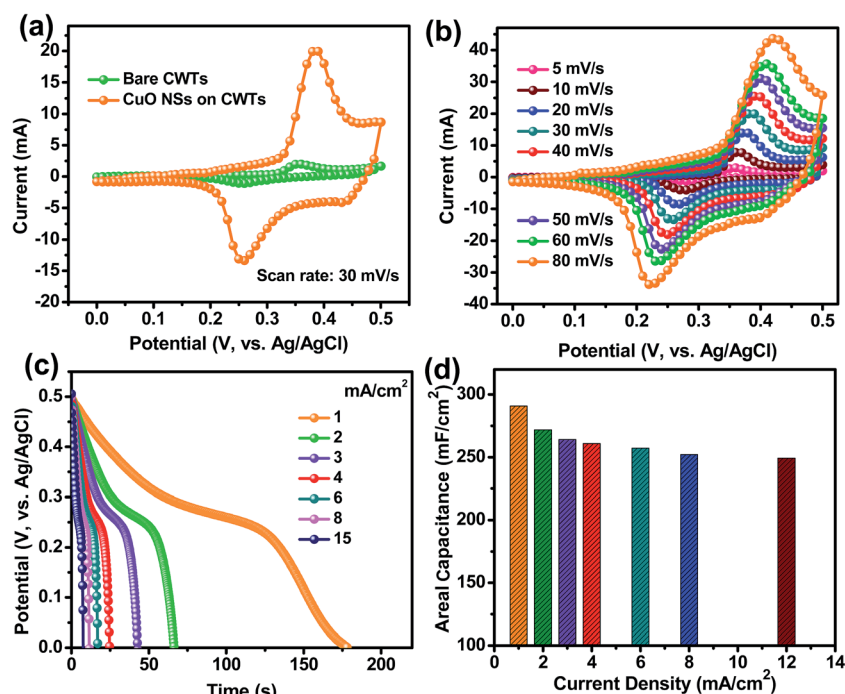 (a)
25
20
15
10
5
0
-5
-10
-15
-20
Current (mA)
Bare CWTs
CuO NSs on CWTs
Scan rate: 30 mV/s
0.0 0.1 0.2 0.3 0.4 0.5
Potential (V, vs. Ag/AgCl)
(b)
40
30
20
10
0
-10
-20
-30
-40
Current (mA)
5 mV/s
10 mV/s
20 mV/s
30 mV/s
40 mV/s
50 mV/s
60 mV/s
80 mV/s
0.0 0.1 0.2 0.3 0.4 0.5
Potential (V, vs. Ag/AgCl)
(c)
0.5
0.4
0.3
0.2
0.1
0.0
Potential (V, vs. Ag/AgCl)
mA/cm²
1
2
3
4
6
8
15
0 50 100 150 200
Time (s)
(d)
300
250
200
150
100
Areal Capacitance (mF/cm²)
0 2 4 6 8 10 12 14
Current Density (mA/cm²)